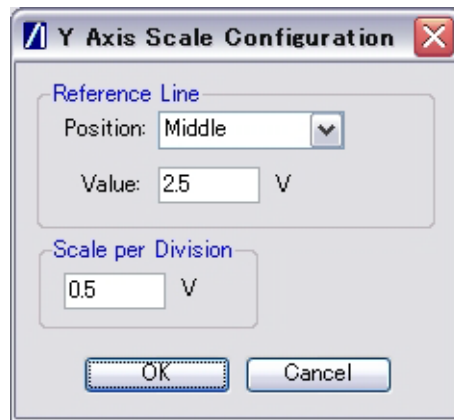 Y Axis Scale Configuration
Reference Line
Position: Middle
Value: 2.5 V
Scale per Division
0.5 V
OK Cancel